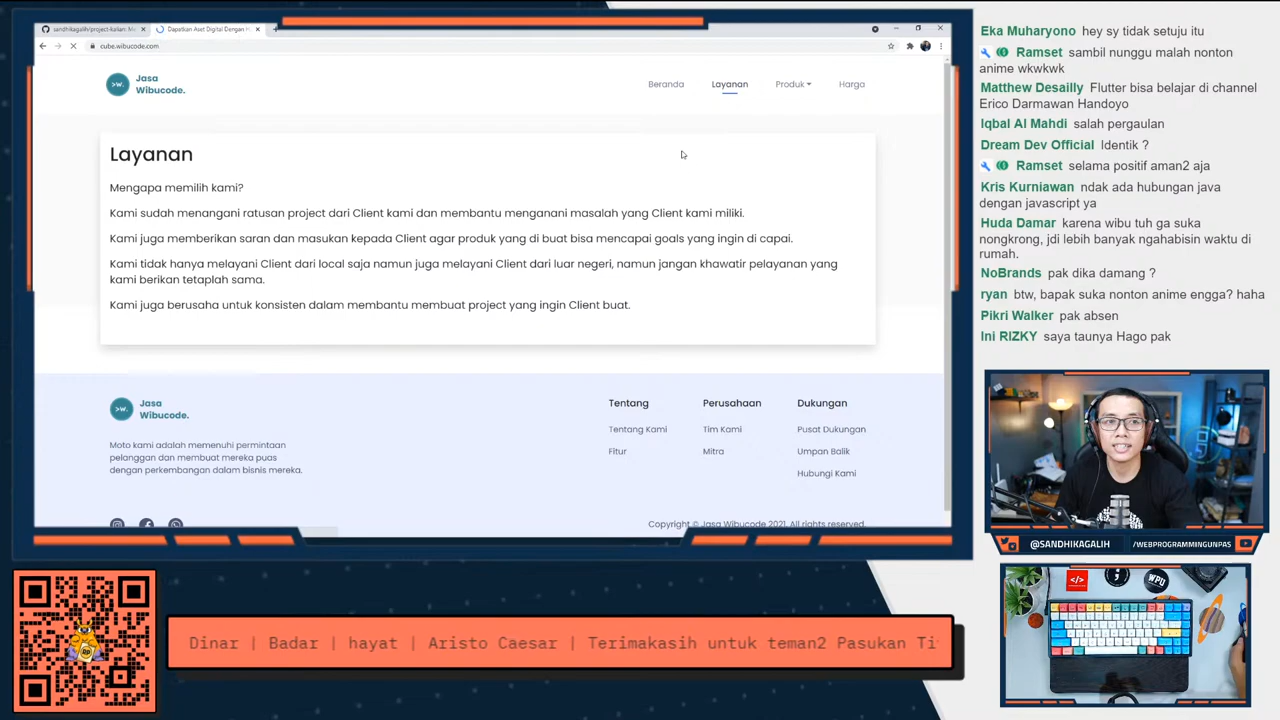 sandhikagalih/project-kalian: Me
Dapatkan Aset Digital Dengan H
cube.wibucode.com
>w.
Jasa
Wibucode.
Beranda
Layanan
Produk
Harga
Layanan
Mengapa memilih kami?
Kami sudah menangani ratusan project dari Client kami dan membantu menganani masalah yang Client kami miliki.
Kami juga memberikan saran dan masukan kepada Client agar produk yang di buat bisa mencapai goals yang ingin di capai.
Kami tidak hanya melayani Client dari local saja namun juga melayani Client dari luar negeri, namun jangan khawatir pelayanan yang
kami berikan tetaplah sama.
Kami juga berusaha untuk konsisten dalam membantu membuat project yang ingin Client buat.
>w.
Jasa
Wibucode.
Moto kami adalah memenuhi permintaan
pelanggan dan membuat mereka puas
dengan perkembangan dalam bisnis mereka.
Tentang
Tentang Kami
Fitur
Perusahaan
Tim Kami
Mitra
Dukungan
Pusat Dukungan
Umpan Balik
Hubungi Kami
Copyright © Jasa Wibucode 2021. All rights reserved.
Eka Muharyono hey sy tidak setuju itu
Ramset sambil nunggu malah nonton
anime wkwkwk
Matthew Desailly Flutter bisa belajar di channel
Erico Darmawan Handoyo
Iqbal Al Mahdi salah pergaulan
Dream Dev Official Identik ?
Ramset selama positif aman2 aja
Kris Kurniawan ndak ada hubungan java
dengan javascript ya
Huda Damar karena wibu tuh ga suka
nongkrong, jdi lebih banyak ngahabisin waktu di
rumah.
NoBrands pak dika damang ?
ryan btw, bapak suka nonton anime engga? haha
Pikri Walker pak absen
Ini RIZKY saya taunya Hago pak
@SANDHIKAGALIH
/WEBPROGRAMMINGUNPAS
WPU
Dinar | Badar | hayat | Aristo Caesar | Terimakasih untuk teman2 Pasukan Ti